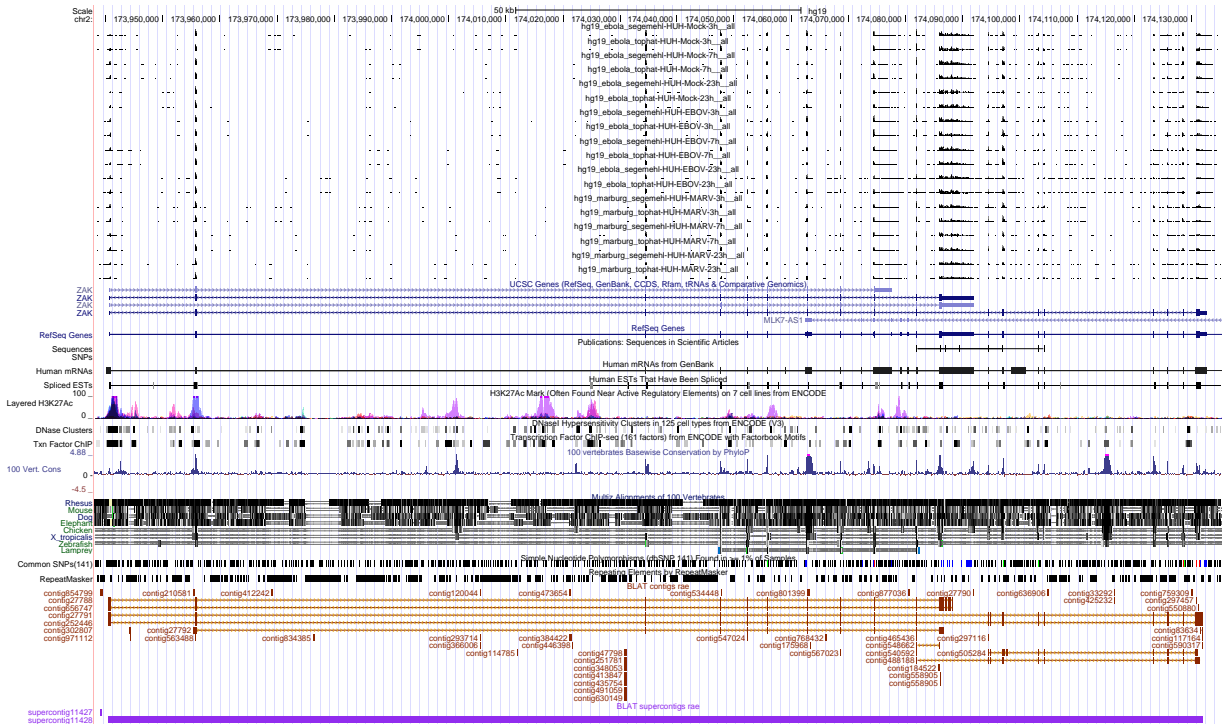 Scale 50 kb hg19
chr2: 173,950,000 173,960,000 173,970,000 173,980,000 173,990,000 174,000,000 174,010,000 174,020,000 174,030,000 174,040,000 174,050,000 174,060,000 174,070,000 174,080,000 174,090,000 174,100,000 174,110,000 174,120,000 174,130,000
hg19_ebola_segemehl-HUH-Mock-3h__all
hg19_ebola_tophat-HUH-Mock-3h__all
hg19_ebola_segemehl-HUH-Mock-7h__all
hg19_ebola_tophat-HUH-Mock-7h__all
hg19_ebola_segemehl-HUH-Mock-23h__all
hg19_ebola_tophat-HUH-Mock-23h__all
hg19_ebola_segemehl-HUH-EBOV-3h__all
hg19_ebola_tophat-HUH-EBOV-3h__all
hg19_ebola_segemehl-HUH-EBOV-7h__all
hg19_ebola_tophat-HUH-EBOV-7h__all
hg19_ebola_segemehl-HUH-EBOV-23h__all
hg19_ebola_tophat-HUH-EBOV-23h__all
hg19_marburg_segemehl-HUH-MARV-3h__all
hg19_marburg_tophat-HUH-MARV-3h__all
hg19_marburg_segemehl-HUH-MARV-7h__all
hg19_marburg_tophat-HUH-MARV-7h__all
hg19_marburg_segemehl-HUH-MARV-23h__all
hg19_marburg_tophat-HUH-MARV-23h__all
UCSC Genes (RefSeq, GenBank, CCDS, Rfam, tRNAs & Comparative Genomics)
ZAK
ZAK
ZAK
ZAK
MLK7-AS1
RefSeq Genes
RefSeq Genes
Publications: Sequences in Scientific Articles
Sequences
SNPs
Human mRNAs from GenBank
Human mRNAs
Human ESTs That Have Been Spliced
Spliced ESTs
H3K27Ac Mark (Often Found Near Active Regulatory Elements) on 7 cell lines from ENCODE
100
Layered H3K27Ac
0
DNaseI Hypersensitivity Clusters in 125 cell types from ENCODE (V3)
DNase Clusters
Transcription Factor ChIP-seq (161 factors) from ENCODE with Factorbook Motifs
Txn Factor ChIP
100 vertebrates Basewise Conservation by PhyloP
4.88
100 Vert. Cons
0
-4.5
Multiz Alignments of 100 Vertebrates
Rhesus
Mouse
Dog
Elephant
Chicken
X_tropicalis
Zebrafish
Lamprey
Simple Nucleotide Polymorphisms (dbSNP 141) Found in >= 1% of Samples
Common SNPs(141)
Repeating Elements by RepeatMasker
RepeatMasker
BLAT contigs rae
contig854799 contig210581 contig412242 contig120044 contig473654 contig534448 contig801399 contig877036 contig27790 contig636906 contig33292 contig759309
contig27788 contig425232 contig297457
contig656747 contig550880
contig27791
contig252446
contig302807 contig27792 contig83634
contig971112 contig563488 contig834385 contig293714 contig384422 contig547024 contig768432 contig465436 contig297116 contig117164
contig366006 contig446398 contig175968 contig548662 contig590317
contig114785 contig47798 contig567023 contig540592 contig505284
contig251781 contig488188
contig348053 contig184522
contig413847 contig558905
contig435754 contig558905
contig491059
contig630149
BLAT supercontigs rae
supercontig11427
supercontig11428